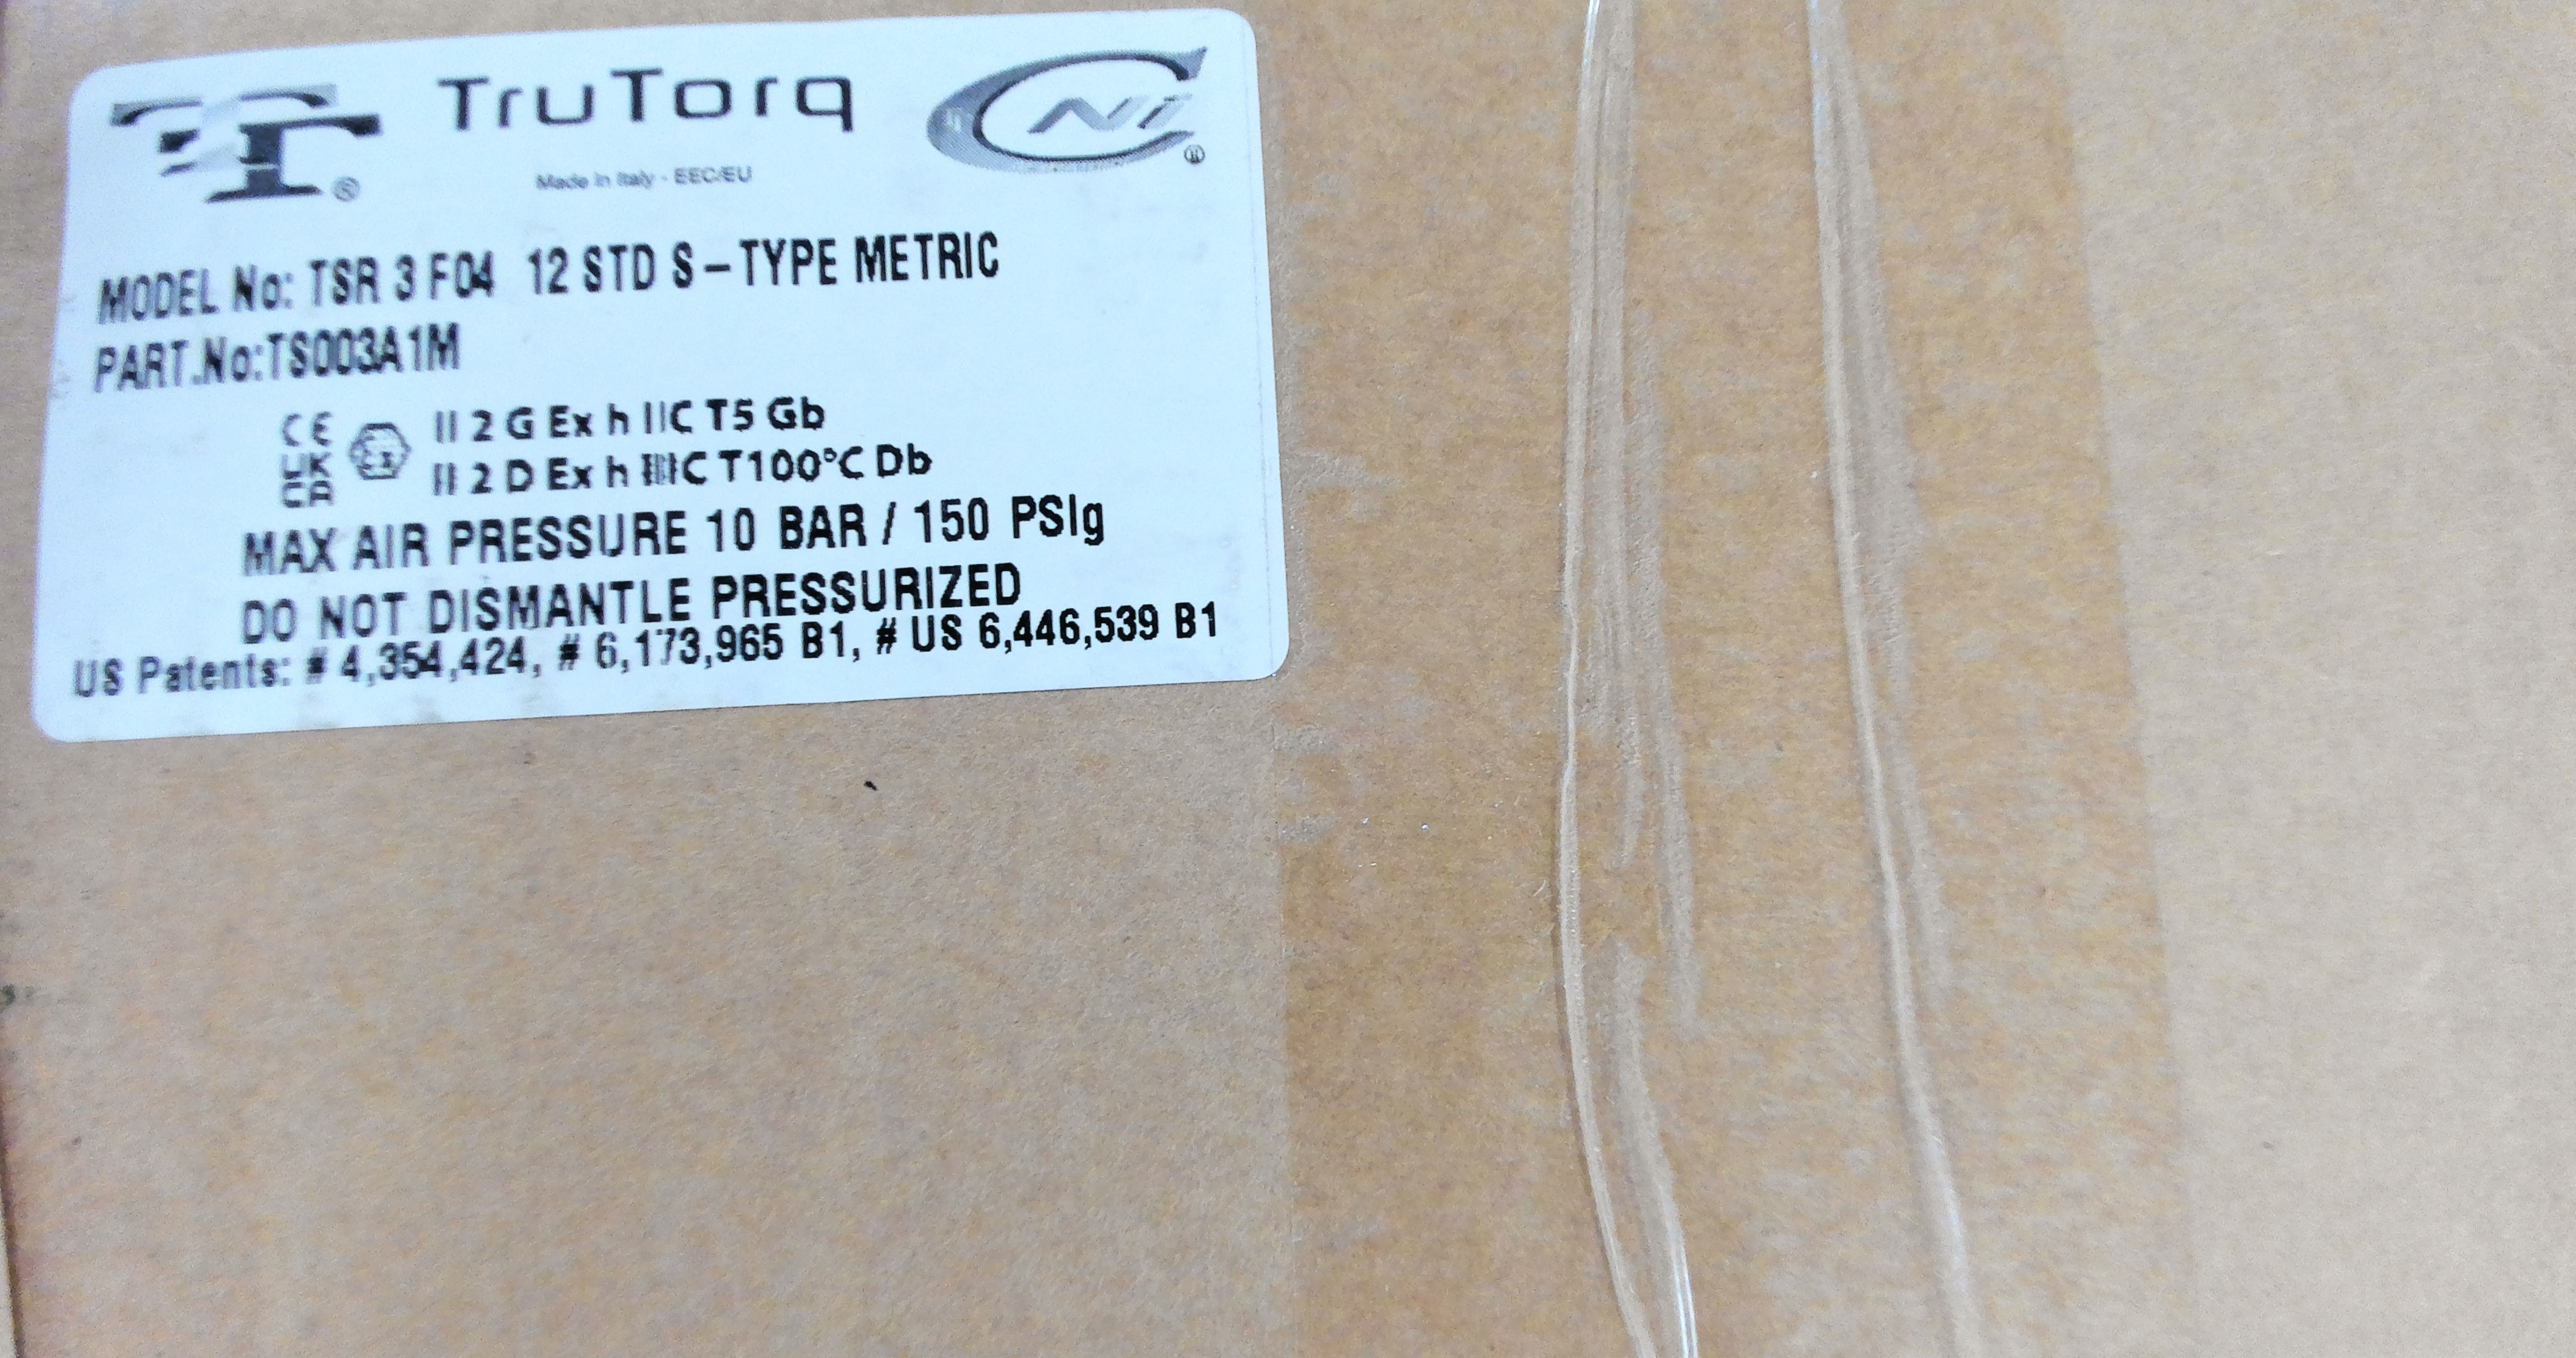 TruTorq
CNi ®
®
Made in Italy - EEC/EU
MODEL No: TSR 3 F04 12 STD S-TYPE METRIC
PART.No:TS003A1M
CE
UK
CA
Ex
II 2 G Ex h IIC T5 Gb
II 2 D Ex h IIIC T100°C Db
MAX AIR PRESSURE 10 BAR / 150 PSIg
DO NOT DISMANTLE PRESSURIZED
US Patents: # 4,354,424, # 6,173,965 B1, # US 6,446,539 B1